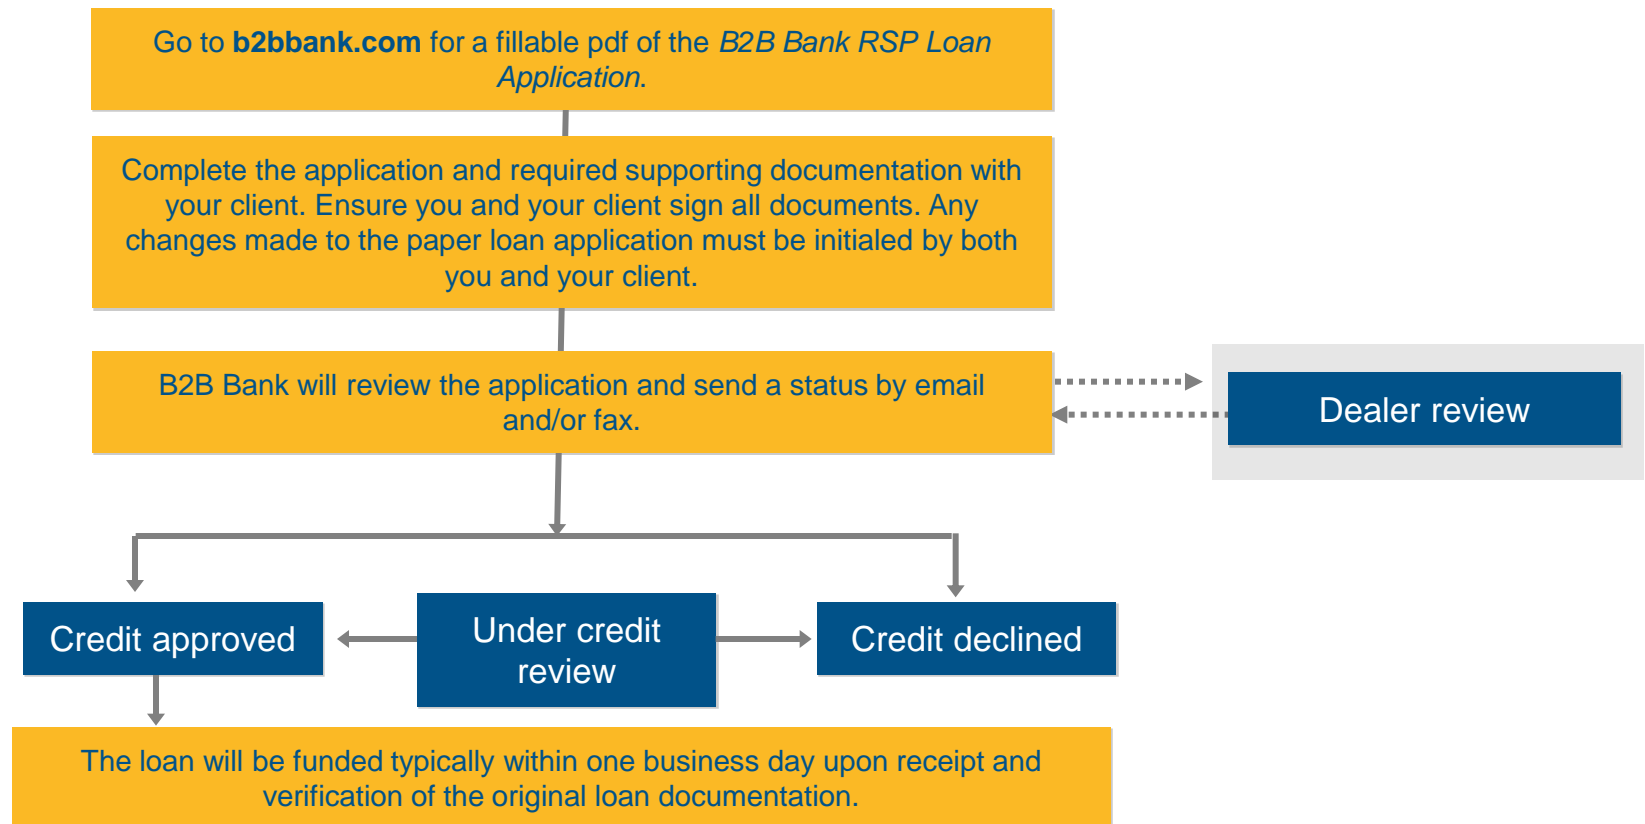 Go to b2bbank.com for a fillable pdf of the B2B Bank RSP Loan
Application.
Complete the application and required supporting documentation with
your client. Ensure you and your client sign all documents. Any
changes made to the paper loan application must be initialed by both
you and your client.
B2B Bank will review the application and send a status by email
and/or fax.
Dealer review
Credit approved
Under credit
review
Credit declined
The loan will be funded typically within one business day upon receipt and
verification of the original loan documentation.